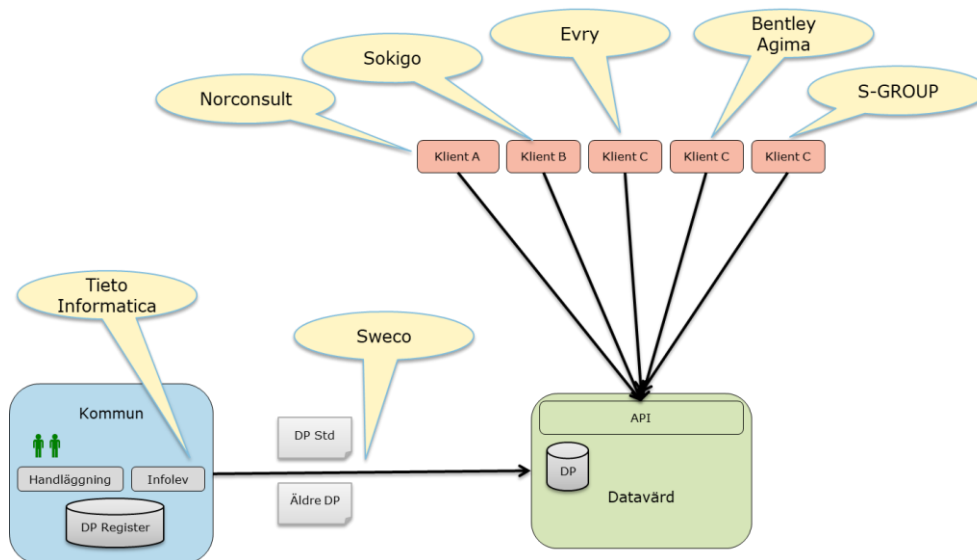 Evry
Bentley
Agima
Sokigo
Norconsult
S-GROUP
Klient A
Klient B
Klient C
Klient C
Klient C
Tieto
Informatica
Sweco
Kommun
DP Std
API
Handläggning
Infolev
DP
Äldre DP
Datavärd
DP Register